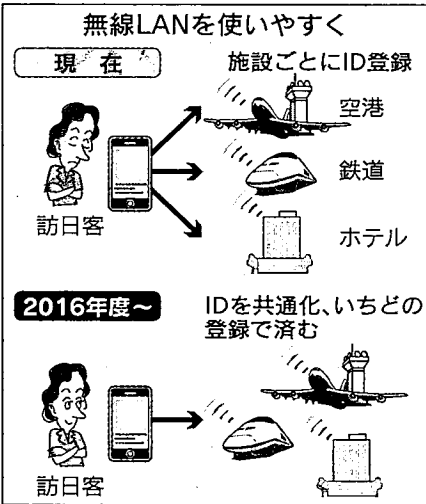 無線LANを使いやすく
現在
施設ごとにID登録
空港
鉄道
訪日客
ホテル
2016年度～
IDを共通化、いちどの
登録で済む
訪日客